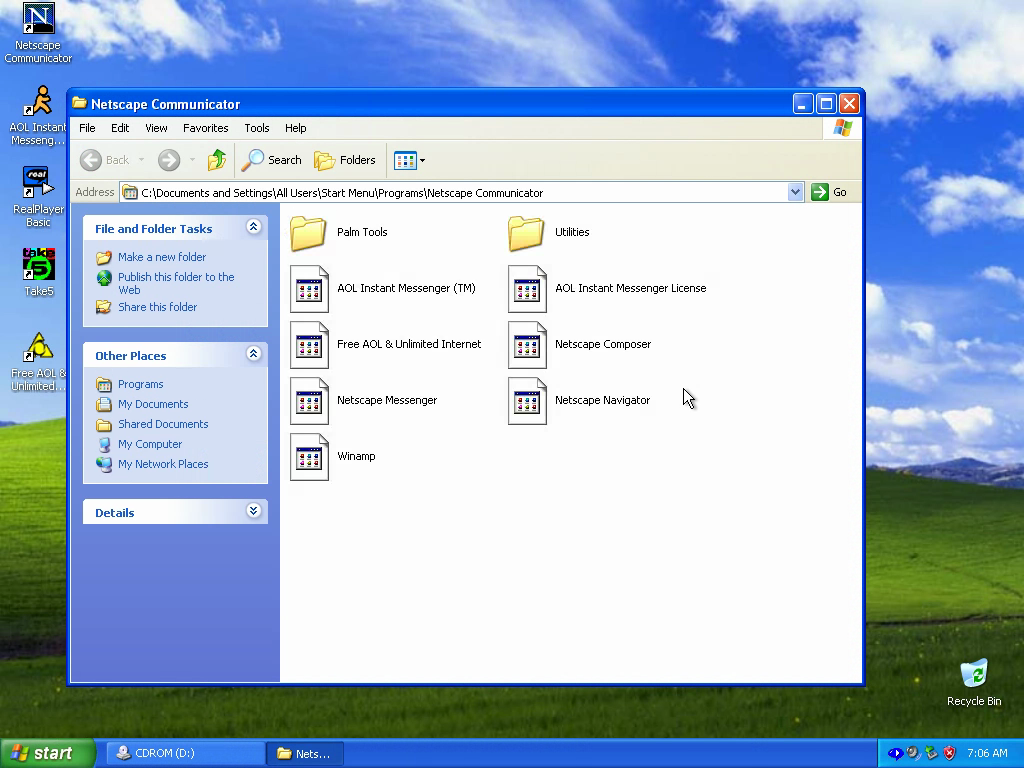 Netscape
Communicator
AOL Instant
Messeng...
real
RealPlayer
Basic
take
5
Take5
Free AOL &
Unlimited...
Netscape Communicator
File Edit View Favorites Tools Help
Back Search Folders
Address C:\Documents and Settings\All Users\Start Menu\Programs\Netscape Communicator Go
File and Folder Tasks
Make a new folder
Publish this folder to the
Web
Share this folder
Other Places
Programs
My Documents
Shared Documents
My Computer
My Network Places
Details
Palm Tools Utilities
AOL Instant Messenger (TM) AOL Instant Messenger License
Free AOL & Unlimited Internet Netscape Composer
Netscape Messenger Netscape Navigator
Winamp
Recycle Bin
start CDROM (D:) Nets... 7:06 AM